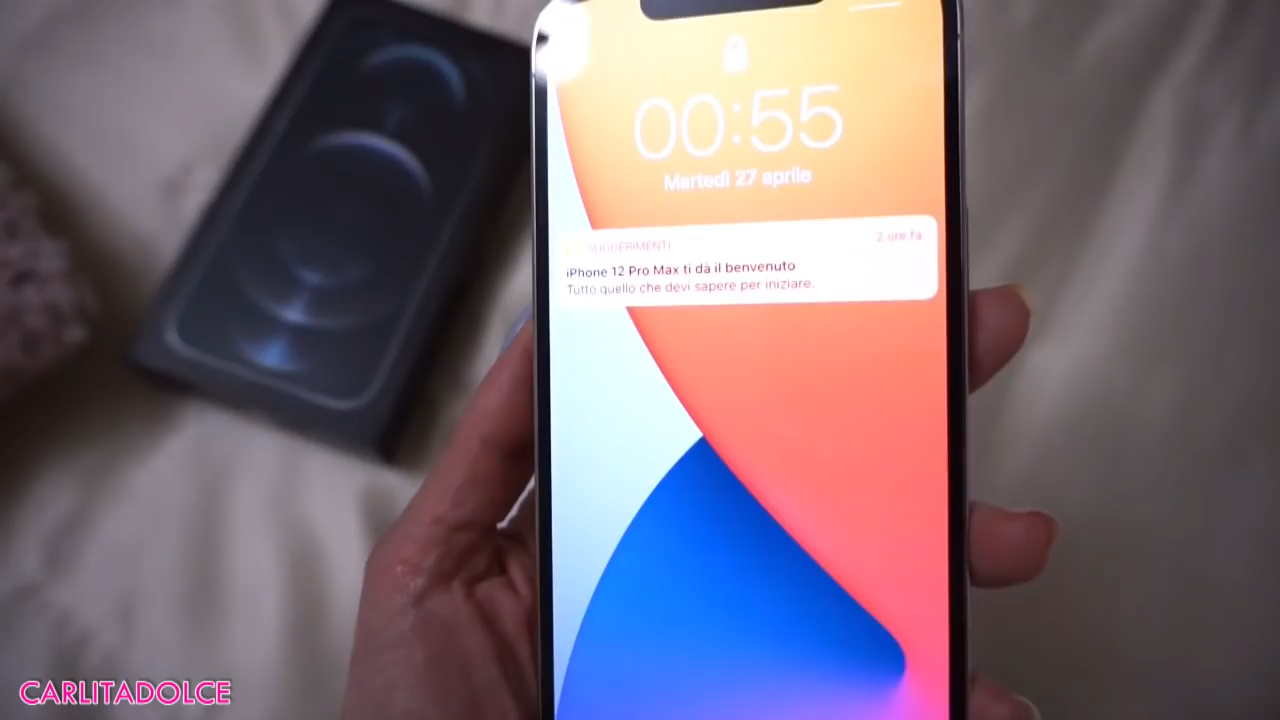 00:55
Martedì 27 aprile
SUGGERIMENTI
2 ore fa
iPhone 12 Pro Max ti dà il benvenuto
Tutto quello che devi sapere per iniziare.
CARLITADOLCE